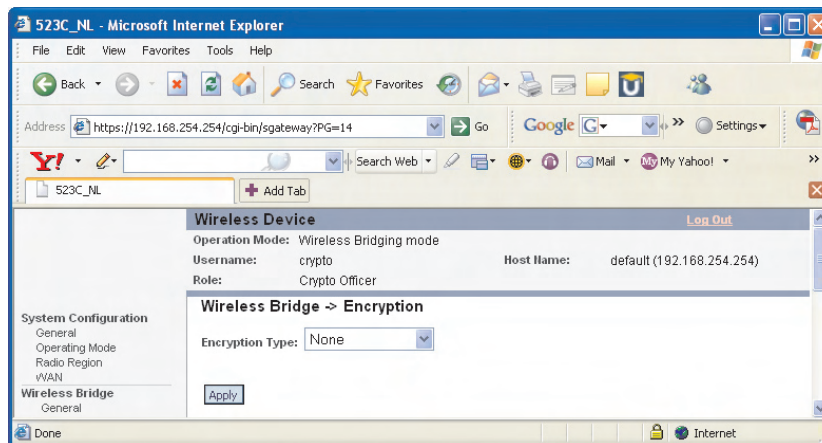 523C_NL - Microsoft Internet Explorer
File Edit View Favorites Tools Help
Back Search Favorites
Address https://192.168.254.254/cgi-bin/sgateway?PG=14 Go Google G Settings
Y! Search Web Mail My My Yahoo!
523C_NL Add Tab
Wireless Device Log Out
Operation Mode: Wireless Bridging mode
Username: crypto Host Name: default (192.168.254.254)
Role: Crypto Officer
Wireless Bridge -> Encryption
Encryption Type: None
Apply
System Configuration
General
Operating Mode
Radio Region
WAN
Wireless Bridge
General
Done Internet